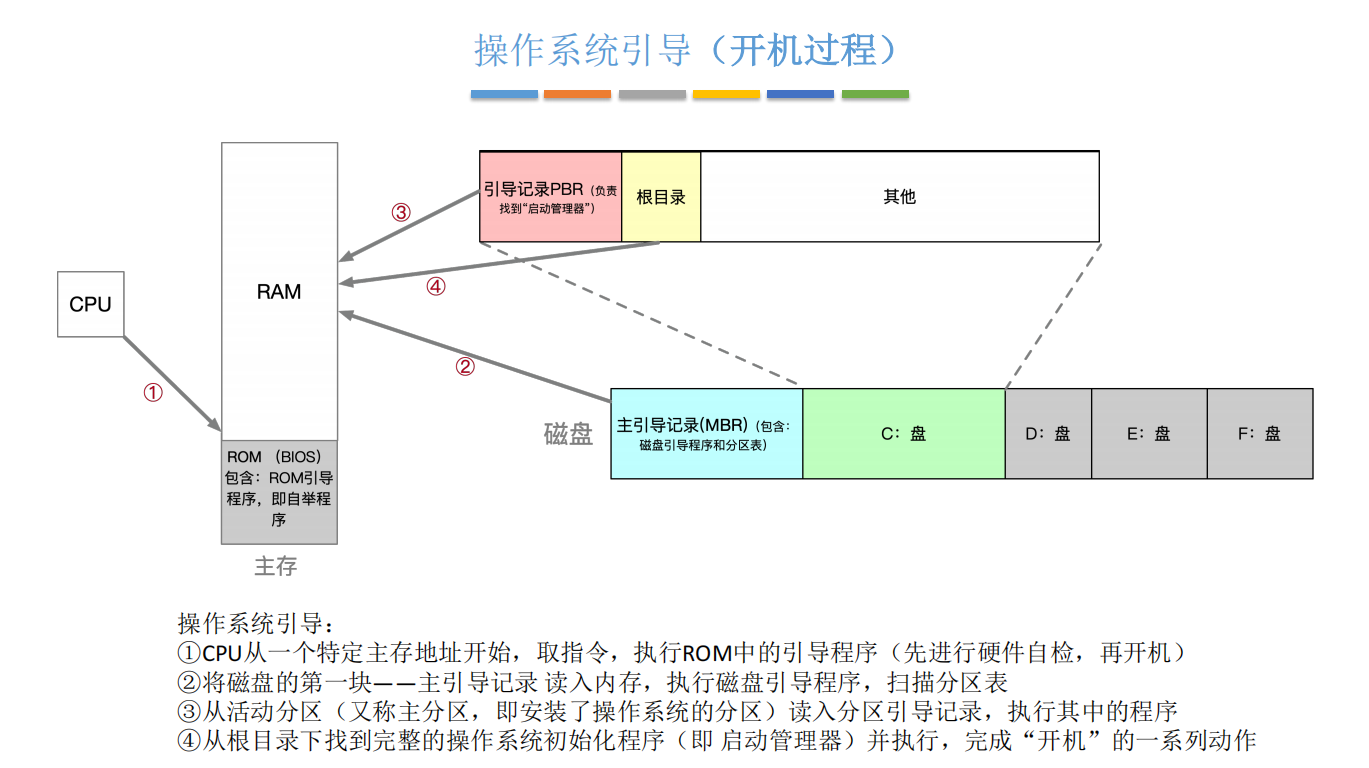 操作系统引导（开机过程）
引导记录PBR（负责
找到“启动管理器”）
根目录
其他
③
④
RAM
CPU
②
①
磁盘
主引导记录(MBR)（包含：
磁盘引导程序和分区表）
C：盘
D：盘
E：盘
F：盘
ROM （BIOS）
包含：ROM引导
程序，即自举程
序
主存
操作系统引导：
①CPU从一个特定主存地址开始，取指令，执行ROM中的引导程序（先进行硬件自检，再开机）
②将磁盘的第一块——主引导记录 读入内存，执行磁盘引导程序，扫描分区表
③从活动分区（又称主分区，即安装了操作系统的分区）读入分区引导记录，执行其中的程序
④从根目录下找到完整的操作系统初始化程序（即 启动管理器）并执行，完成“开机”的一系列动作